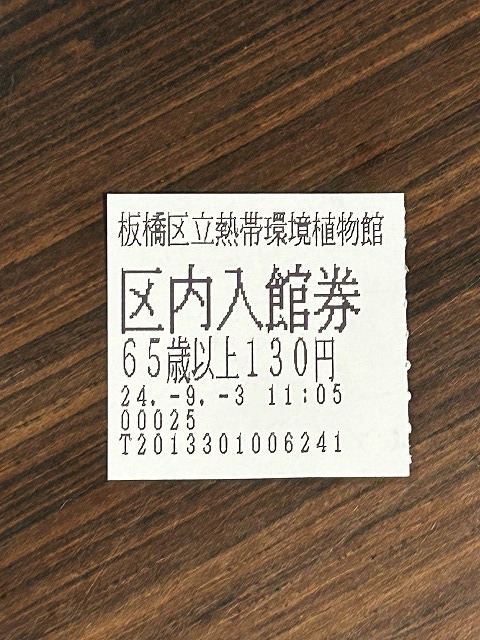 板橋区立熱帯環境植物館
区内入館券
65歳以上130円
24.-9.-3 11:05
00025
T2013301006241